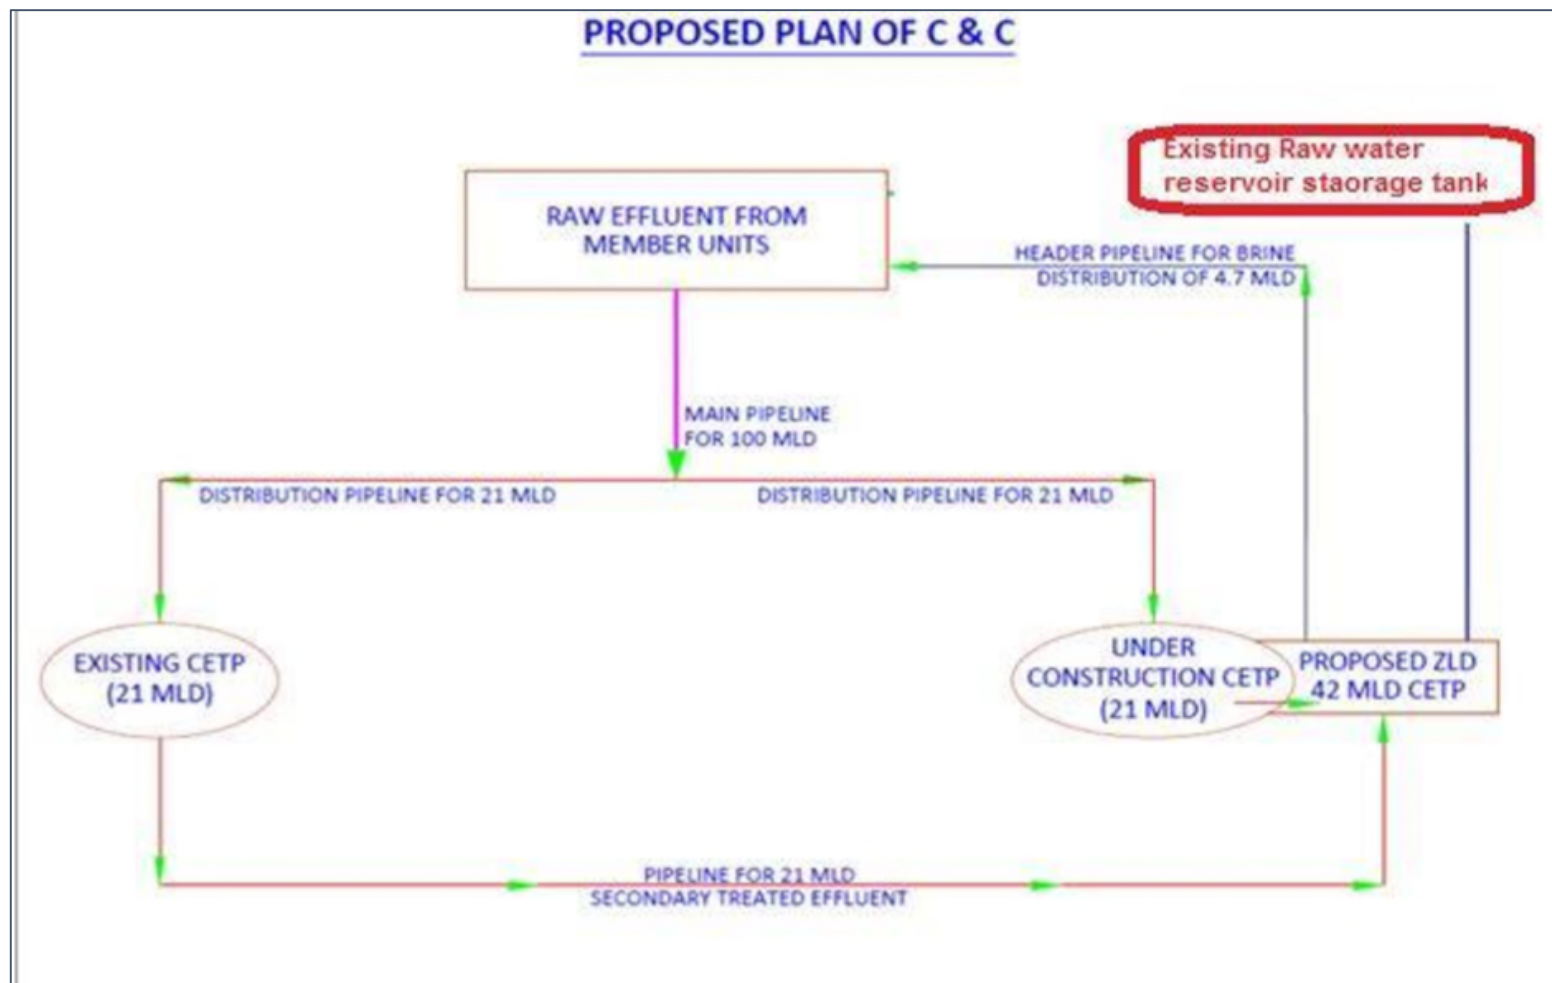 PROPOSED PLAN OF C & C
Existing Raw water
reservoir staorage tank
RAW EFFLUENT FROM
MEMBER UNITS
HEADER PIPELINE FOR BRINE
DISTRIBUTION OF 4.7 MLD
MAIN PIPELINE
FOR 100 MLD
DISTRIBUTION PIPELINE FOR 21 MLD
DISTRIBUTION PIPELINE FOR 21 MLD
EXISTING CETP
(21 MLD)
UNDER
CONSTRUCTION CETP
(21 MLD)
PROPOSED ZLD
42 MLD CETP
PIPELINE FOR 21 MLD
SECONDARY TREATED EFFLUENT